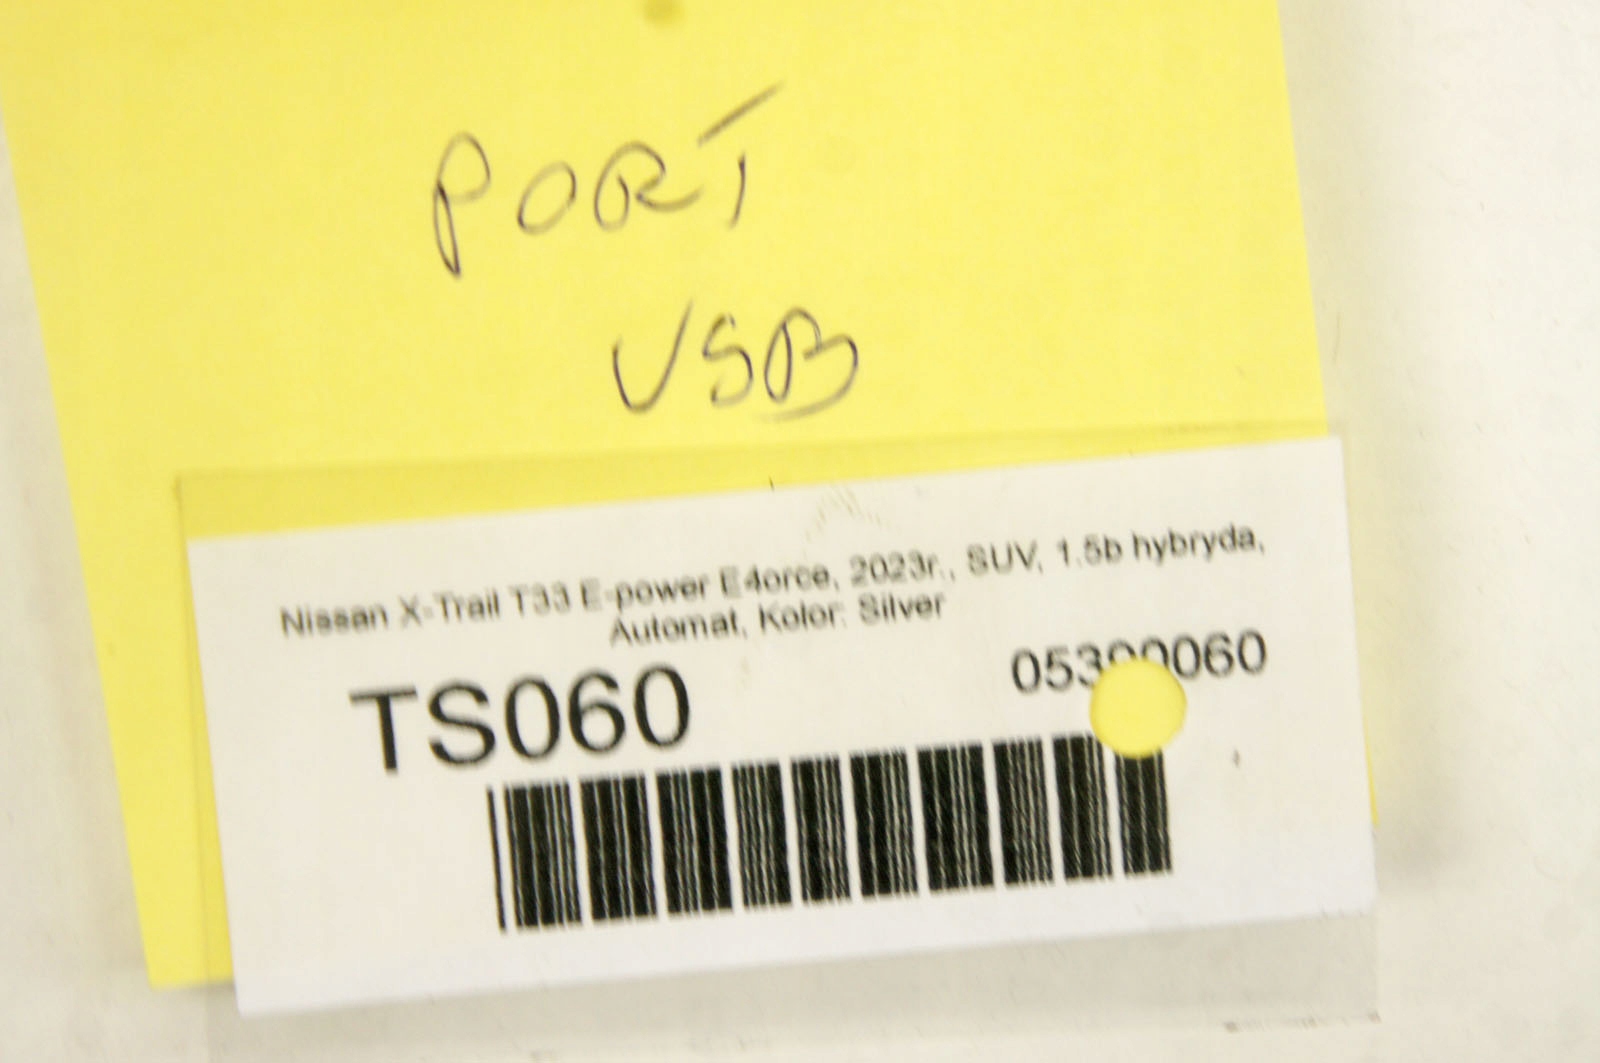 PORT
USB
Nissan X-Trail T33 E-power E4orce, 2023r., SUV, 1.5b hybryda,
Automat, Kolor: Silver
TS060